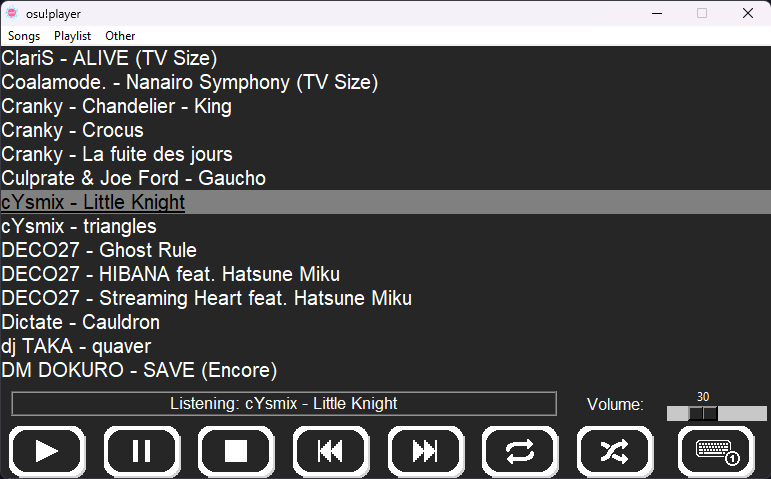 osu!player
Songs Playlist Other
ClariS - ALIVE (TV Size)
Coalamode. - Nanairo Symphony (TV Size)
Cranky - Chandelier - King
Cranky - Crocus
Cranky - La fuite des jours
Culprate & Joe Ford - Gaucho
cYsmix - Little Knight
cYsmix - triangles
DECO27 - Ghost Rule
DECO27 - HIBANA feat. Hatsune Miku
DECO27 - Streaming Heart feat. Hatsune Miku
Dictate - Cauldron
dj TAKA - quaver
DM DOKURO - SAVE (Encore)
Listening: cYsmix - Little Knight
Volume:
30
1